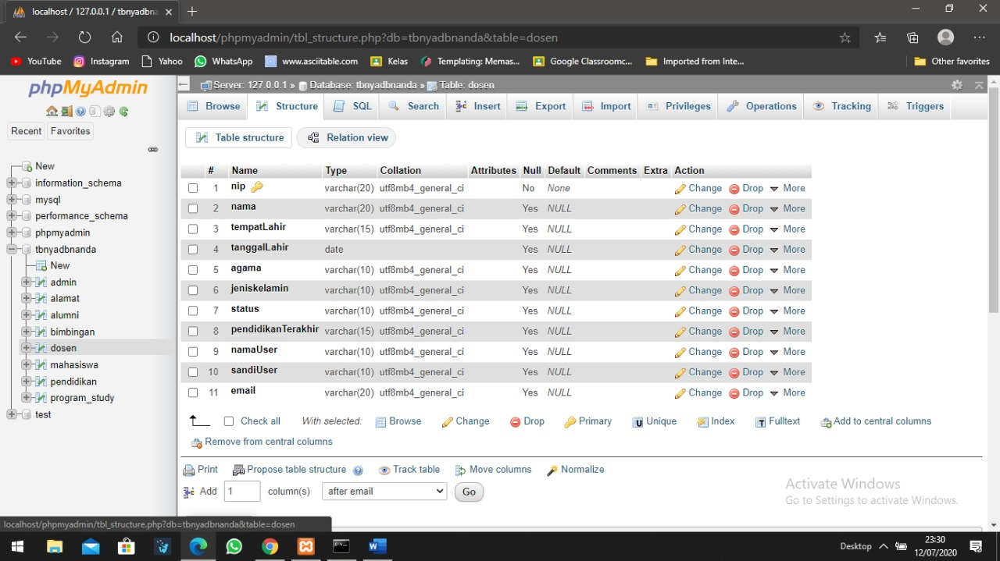 localhost / 127.0.0.1 / tbnyadbna
localhost/phpmyadmin/tbl_structure.php?db=tbnyadbnanda&table=dosen
YouTube Instagram Yahoo WhatsApp www.asciitable.com Kelas Templating: Memas... Google Classroomc... Imported from Inte... Other favorites
phpMyAdmin
Recent Favorites
New
information_schema
mysql
performance_schema
phpmyadmin
tbnyadbnanda
New
admin
alamat
alumni
bimbingan
dosen
mahasiswa
pendidikan
program_study
test
Server: 127.0.0.1 » Database: tbnyadbnanda » Table: dosen
Browse Structure SQL Search Insert Export Import Privileges Operations Tracking Triggers
Table structure Relation view
# Name Type Collation Attributes Null Default Comments Extra Action
1 nip varchar(20) utf8mb4_general_ci No None Change Drop More
2 nama varchar(20) utf8mb4_general_ci Yes NULL Change Drop More
3 tempatLahir varchar(15) utf8mb4_general_ci Yes NULL Change Drop More
4 tanggalLahir date Yes NULL Change Drop More
5 agama varchar(10) utf8mb4_general_ci Yes NULL Change Drop More
6 jeniskelamin varchar(10) utf8mb4_general_ci Yes NULL Change Drop More
7 status varchar(10) utf8mb4_general_ci Yes NULL Change Drop More
8 pendidikanTerakhir varchar(15) utf8mb4_general_ci Yes NULL Change Drop More
9 namaUser varchar(10) utf8mb4_general_ci Yes NULL Change Drop More
10 sandiUser varchar(10) utf8mb4_general_ci Yes NULL Change Drop More
11 email varchar(20) utf8mb4_general_ci Yes NULL Change Drop More
Check all With selected: Browse Change Drop Primary Unique Index Fulltext Add to central columns
Remove from central columns
Print Propose table structure Track table Move columns Normalize
Add 1 column(s) after email Go
Activate Windows
Go to Settings to activate Windows.
localhost/phpmyadmin/tbl_structure.php?db=tbnyadbnanda&table=dosen
Desktop
23:30
12/07/2020